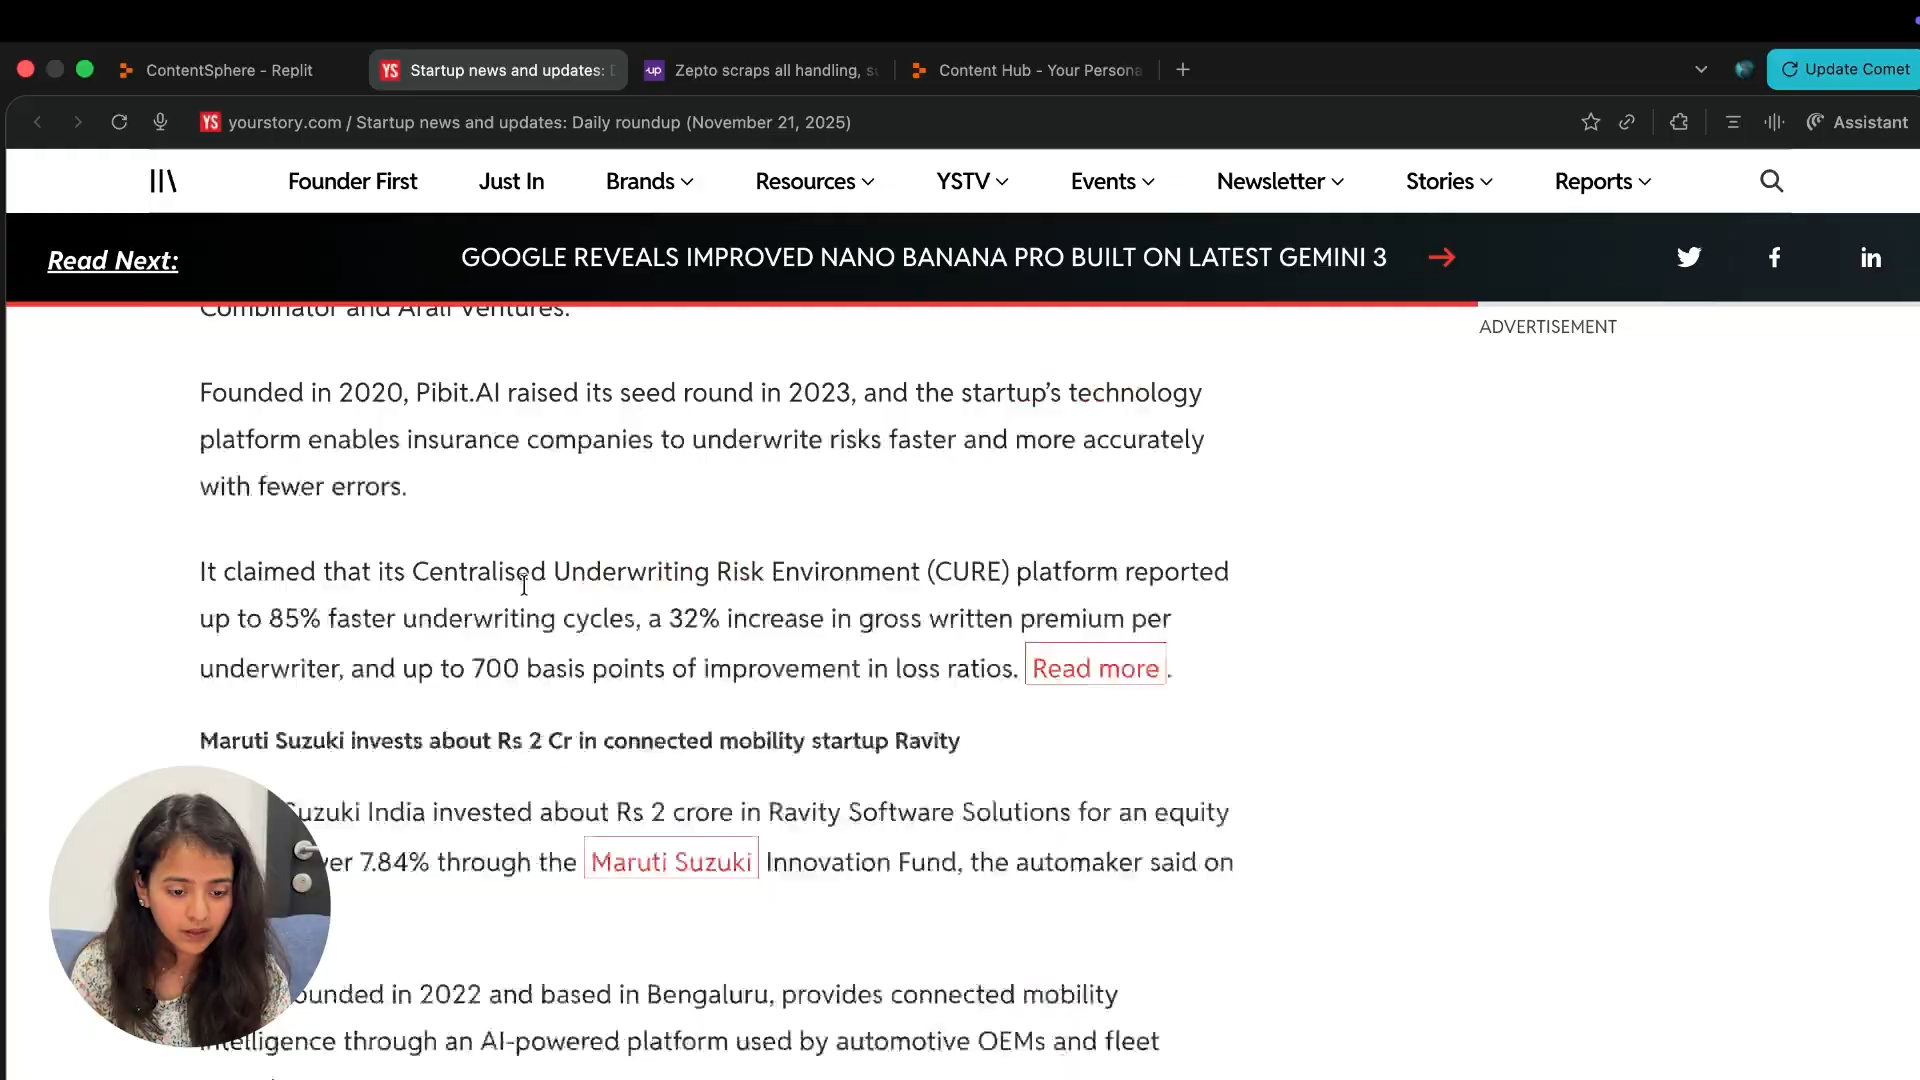 ContentSphere - Replit
YS Startup news and updates:
up Zepto scraps all handling, su
Content Hub - Your Persona
Update Comet
YS yourstory.com / Startup news and updates: Daily roundup (November 21, 2025)
Assistant
Founder First Just In Brands Resources YSTV Events Newsletter Stories Reports
Read Next: GOOGLE REVEALS IMPROVED NANO BANANA PRO BUILT ON LATEST GEMINI 3
Combinator and Arali Ventures.
ADVERTISEMENT
Founded in 2020, Pibit.AI raised its seed round in 2023, and the startup’s technology
platform enables insurance companies to underwrite risks faster and more accurately
with fewer errors.
It claimed that its Centralised Underwriting Risk Environment (CURE) platform reported
up to 85% faster underwriting cycles, a 32% increase in gross written premium per
underwriter, and up to 700 basis points of improvement in loss ratios. Read more.
Maruti Suzuki invests about Rs 2 Cr in connected mobility startup Ravity
uzuki India invested about Rs 2 crore in Ravity Software Solutions for an equity
er 7.84% through the Maruti Suzuki Innovation Fund, the automaker said on
ounded in 2022 and based in Bengaluru, provides connected mobility
intelligence through an AI-powered platform used by automotive OEMs and fleet